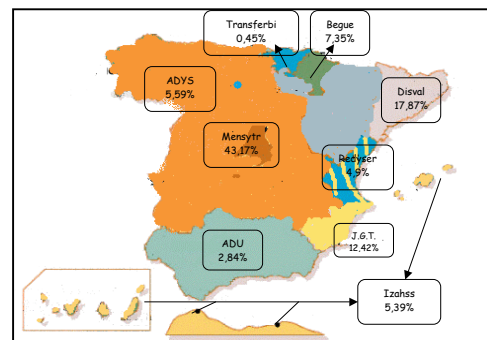 Transferbi
0,45%
Begue
7,35%
ADYS
5,59%
Disval
17,87%
Mensytr
43,17%
Redyser
4,9%
J.G.T.
12,42%
ADU
2,84%
Izahss
5,39%